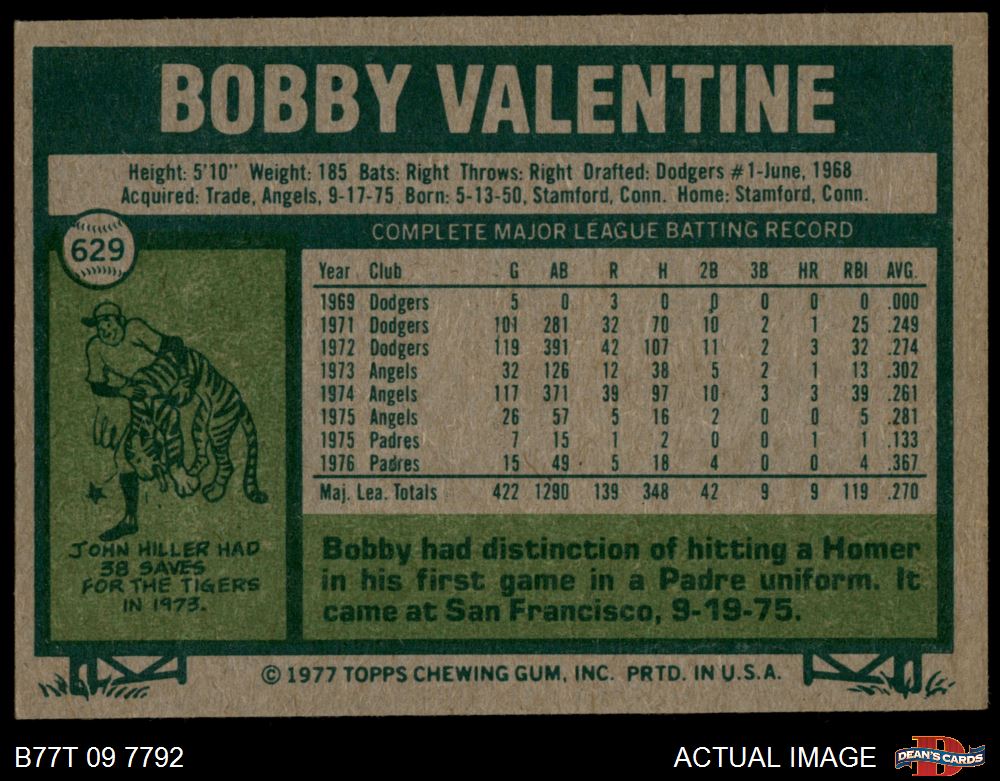 BOBBY VALENTINE
Height: 5'10" Weight: 185 Bats: Right Throws: Right Drafted: Dodgers #1-June, 1968
Acquired: Trade, Angels, 9-17-75 Born: 5-13-50, Stamford, Conn. Home: Stamford, Conn.
629
COMPLETE MAJOR LEAGUE BATTING RECORD
Year Club G AB R H 2B 3B HR RBI AVG.
1969 Dodgers 5 0 3 0 0 0 0 0 .000
1971 Dodgers 101 281 32 70 10 2 1 25 .249
1972 Dodgers 119 391 42 107 11 2 3 32 .274
1973 Angels 32 126 12 38 5 2 1 13 .302
1974 Angels 117 371 39 97 10 3 3 39 .261
1975 Angels 26 57 5 16 2 0 0 5 .281
1975 Padres 7 15 1 2 0 0 1 1 .133
1976 Padres 15 49 5 18 4 0 0 4 .367
Maj. Lea. Totals 422 1290 139 348 42 9 9 119 .270
JOHN HILLER HAD
38 SAVES
FOR THE TIGERS
IN 1973.
Bobby had distinction of hitting a Homer
in his first game in a Padre uniform. It
came at San Francisco, 9-19-75.
© 1977 TOPPS CHEWING GUM, INC. PRTD. IN U.S.A.
B77T 09 7792
ACTUAL IMAGE
D
DEAN'S CARDS